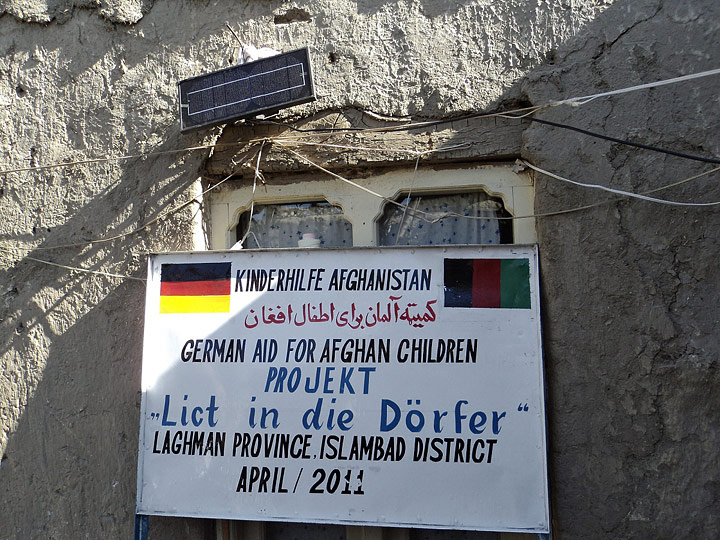 KINDERHILFE AFGHANISTAN
کمیته آلمان برای اطفال افغان
GERMAN AID FOR AFGHAN CHILDREN
PROJEKT
„Lict in die Dörfer“
LAGHMAN PROVINCE, ISLAMBAD DISTRICT
APRIL/ 2011